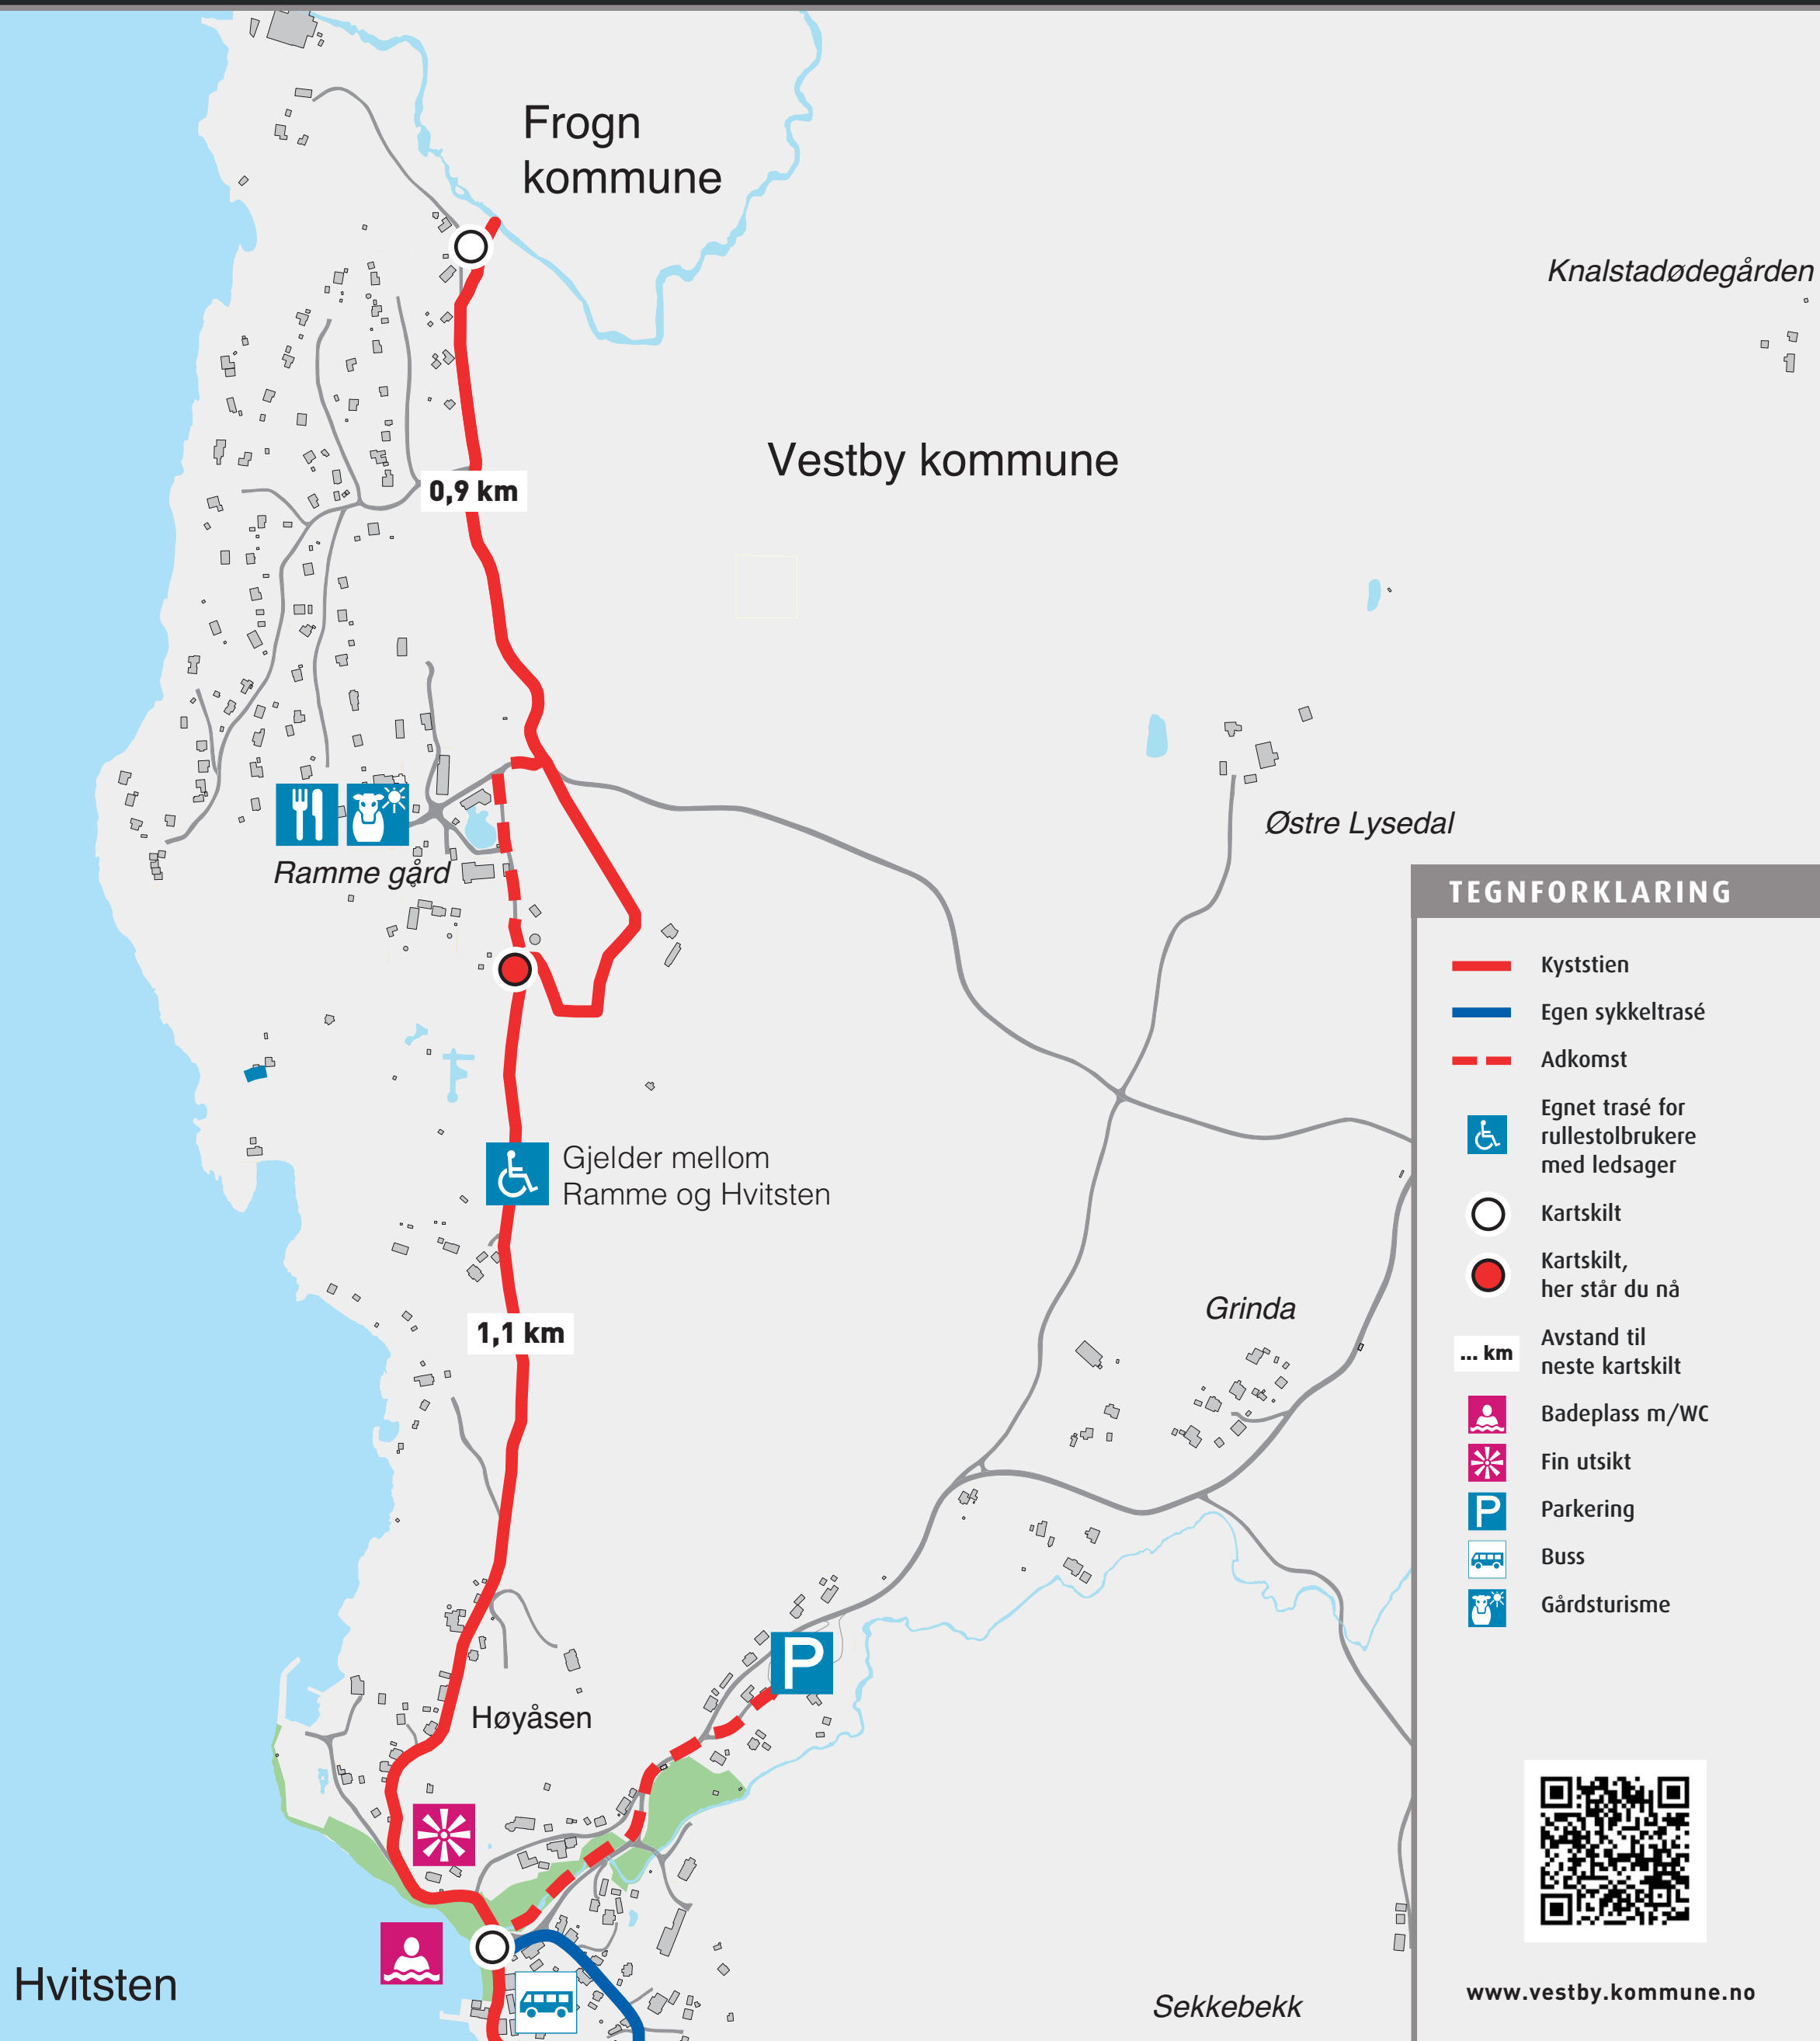 Frogn
kommune
Knalstadødegården
Vestby kommune
0,9 km
Østre Lysedal
Ramme gård
Gjelder mellom
Ramme og Hvitsten
Grinda
1,1 km
P
Høyåsen
Hvitsten
Sekkebekk
TEGNFORKLARING
Kyststien
Egen sykkeltrasé
Adkomst
Egnet trasé for
rullestolbrukere
med ledsager
Kartskilt
Kartskilt,
her står du nå
... km
Avstand til
neste kartskilt
Badeplass m/WC
Fin utsikt
P
Parkering
Buss
Gårdsturisme
www.vestby.kommune.no